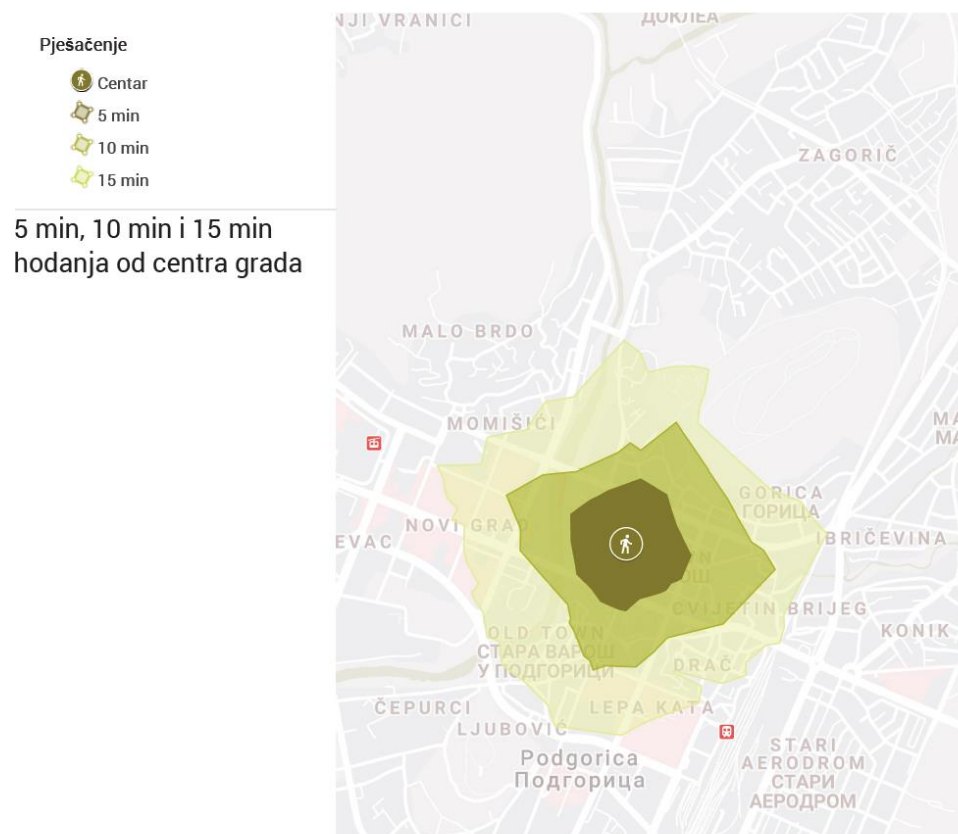 Pješačenje
Centar
5 min
10 min
15 min
5 min, 10 min i 15 min
hodanja od centra grada
NJI VRANICI
ДОКЛЕА
ZAGORIČ
MALO BRDO
MOMIŠIĆI
MA
MA
GORICA
ГОРИЦА
NOVI GRAD
EVAC
IBRIČEVINA
CVIJETIN BRIJEG
KONIK
OLD TOWN
СТАРА ВАРОШ
У ПОДГОРИЦИ
DRAČ
ČEPURCI
LEPA KATA
LJUBOVIĆ
Podgorica
Подгорица
STARI
AERODROM
СТАРИ
АЕРОДРОМ